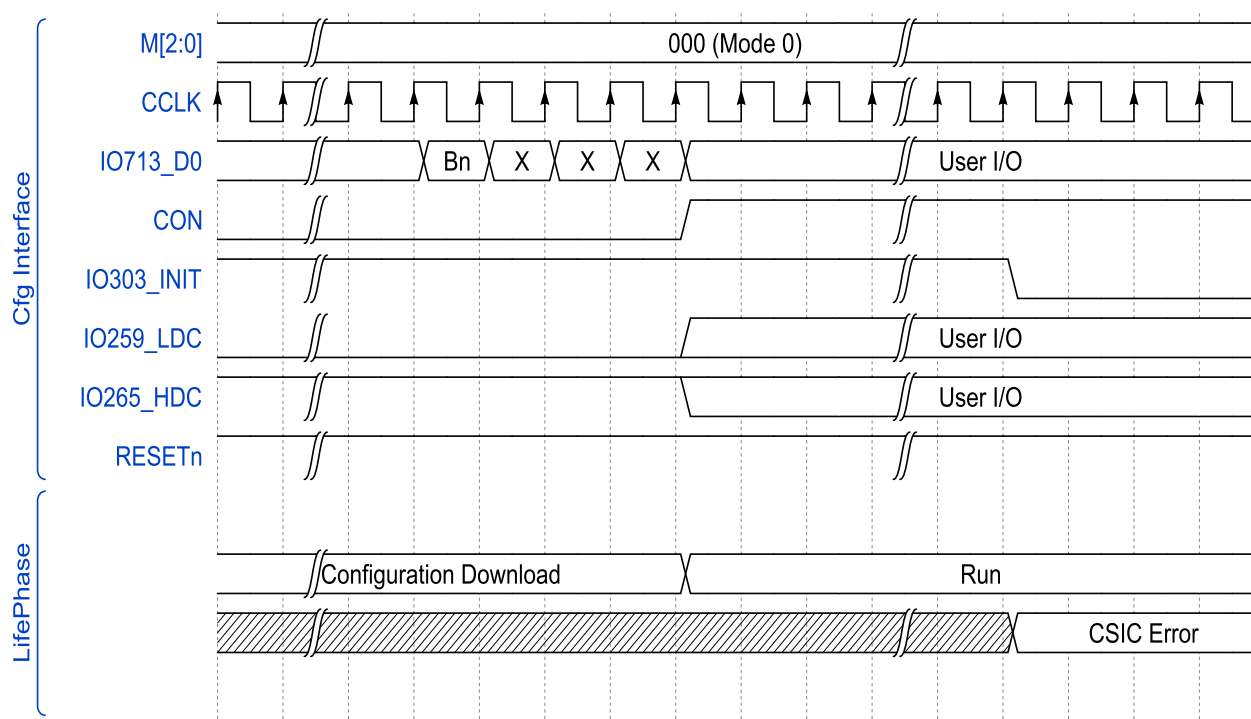 Cfg Interface
M[2:0]
000 (Mode 0)
CCLK
IO713_D0
Bn
X
X
X
User I/O
CON
IO303_INIT
IO259_LDC
User I/O
IO265_HDC
User I/O
RESETn
LifePhase
Configuration Download
Run
CSIC Error